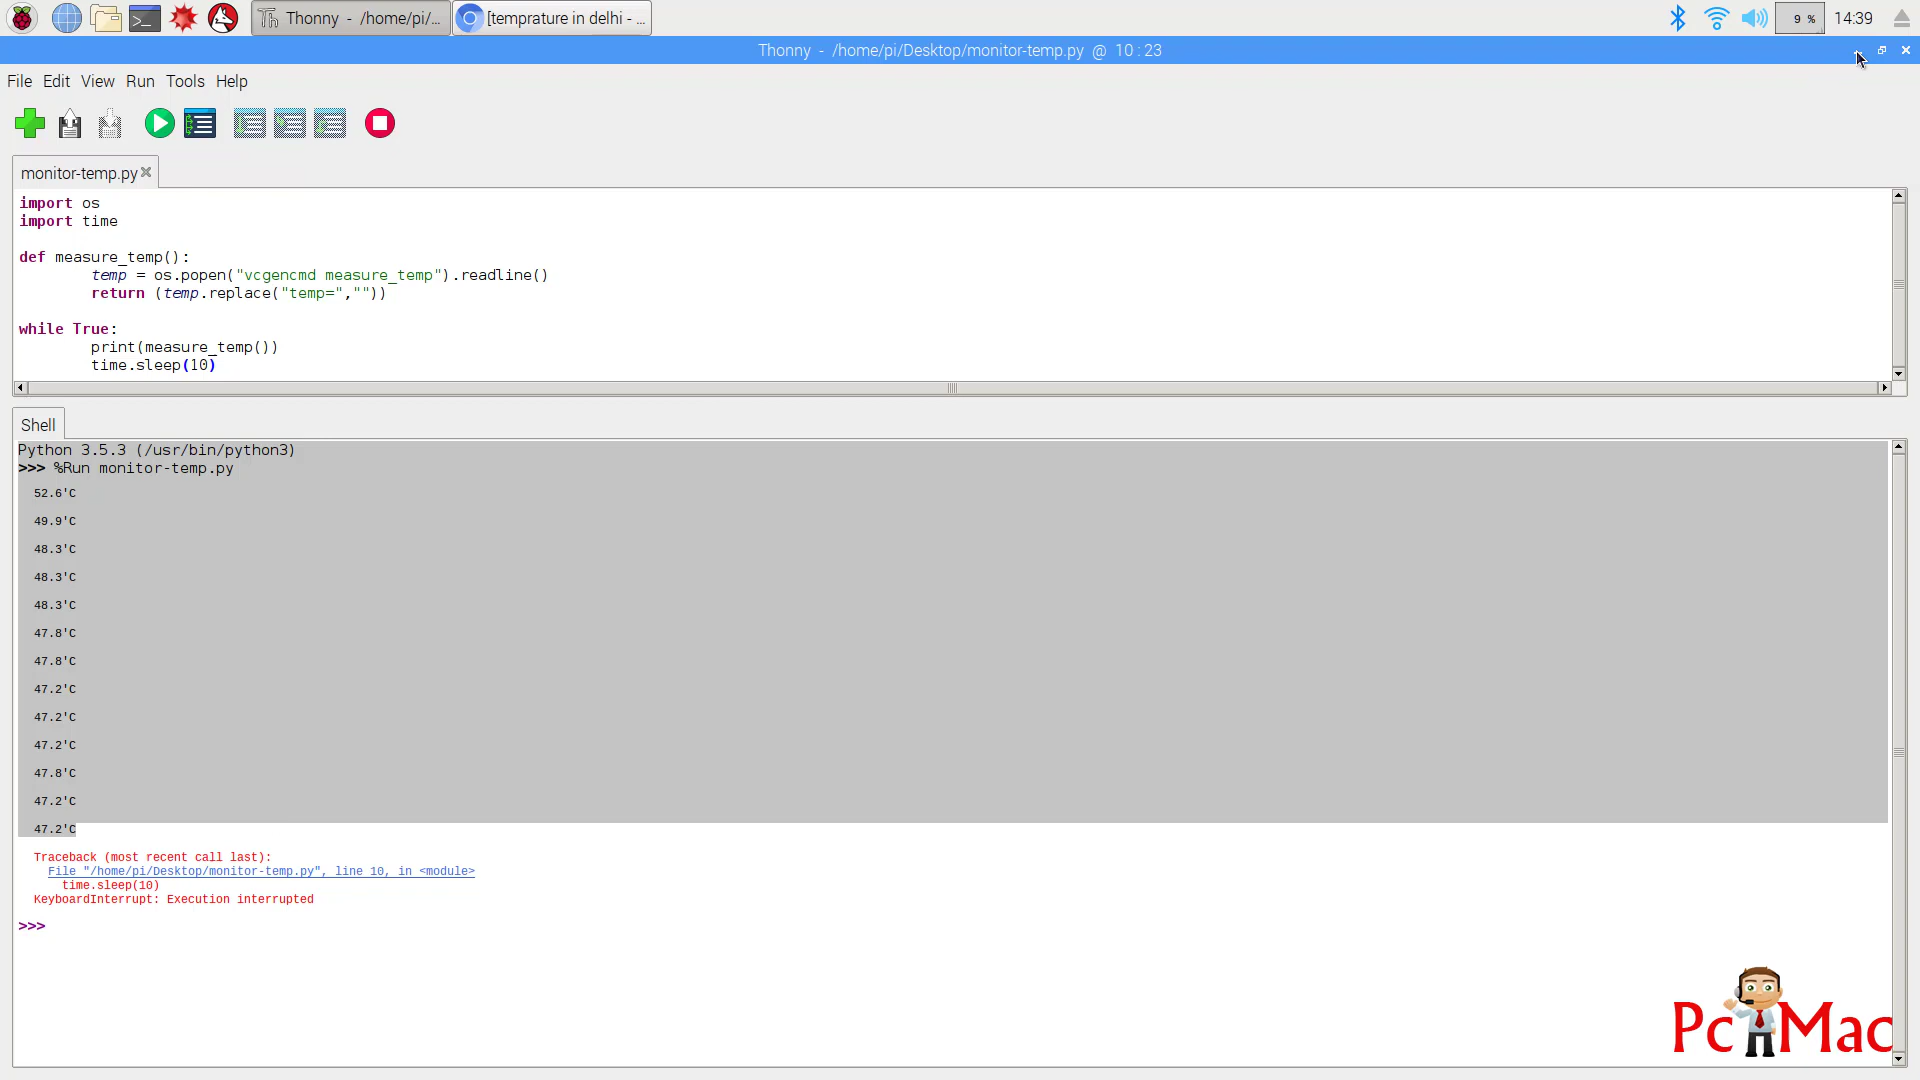 Thonny - /home/pi/...
[temprature in delhi - ...
9 %
14:39
Thonny - /home/pi/Desktop/monitor-temp.py @ 10 : 23
File Edit View Run Tools Help
monitor-temp.py
import os
import time
def measure_temp():
temp = os.popen("vcgencmd measure_temp").readline()
return (temp.replace("temp=",""))
while True:
print(measure_temp())
time.sleep(10)
Shell
Python 3.5.3 (/usr/bin/python3)
>>> %Run monitor-temp.py
52.6'C
49.9'C
48.3'C
48.3'C
48.3'C
47.8'C
47.8'C
47.2'C
47.2'C
47.2'C
47.8'C
47.2'C
47.2'C
Traceback (most recent call last):
File "/home/pi/Desktop/monitor-temp.py", line 10, in <module>
time.sleep(10)
KeyboardInterrupt: Execution interrupted
>>>
Pc Mac